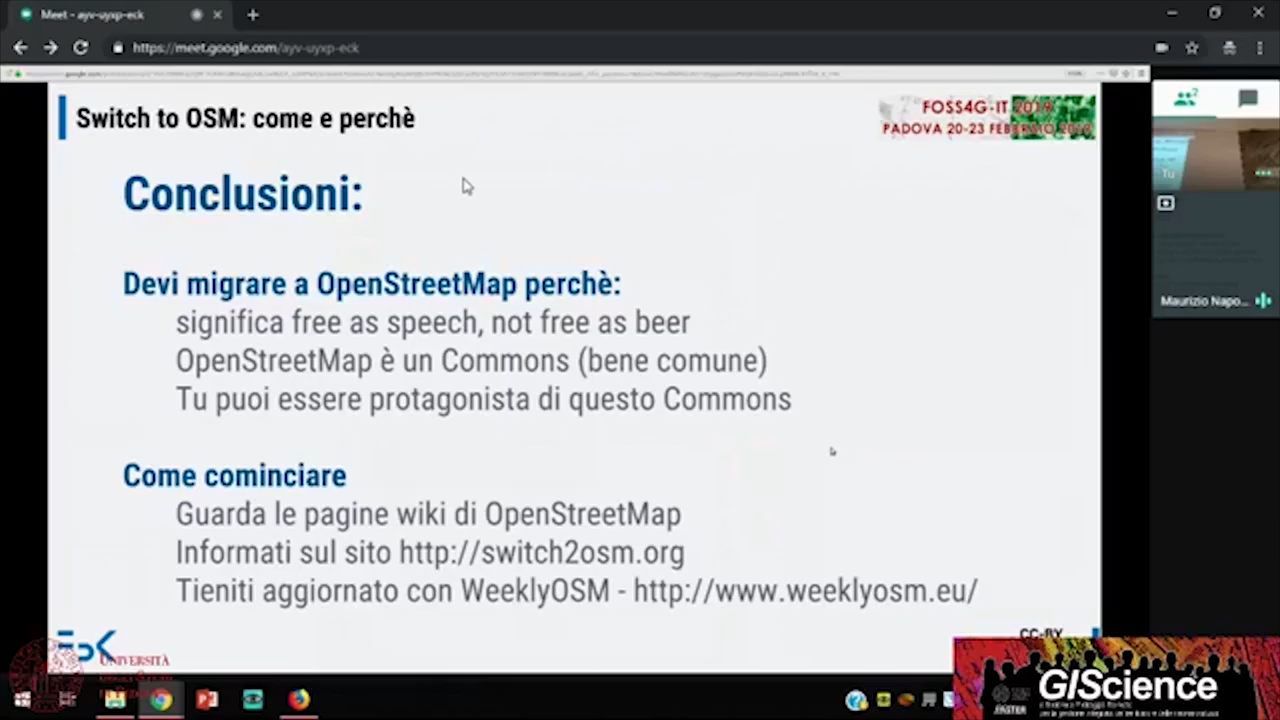 Meet - ayv-uyxp-eck
https://meet.google.com/ayv-uyxp-eck
Switch to OSM: come e perchè
FOSS4G-IT 2019
PADOVA 20-23 FEBBRAIO 2019
Conclusioni:
Devi migrare a OpenStreetMap perchè:
significa free as speech, not free as beer
OpenStreetMap è un Commons (bene comune)
Tu puoi essere protagonista di questo Commons
Come cominciare
Guarda le pagine wiki di OpenStreetMap
Informati sul sito http://switch2osm.org
Tieniti aggiornato con WeeklyOSM - http://www.weeklyosm.eu/
Tu
Maurizio Napo...
CC-BY
UNIVERSITÀ
GIScience